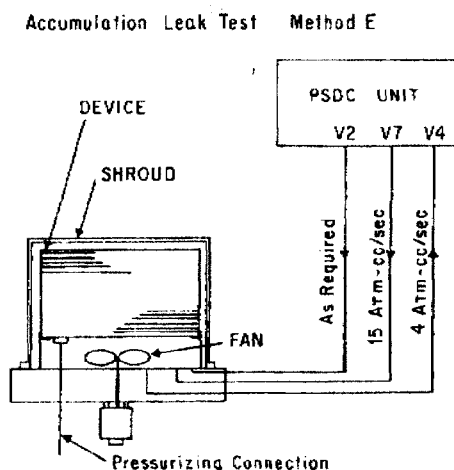 Accumulation Leak Test Method E
PSDC UNIT
V2 V7 V4
DEVICE
SHROUD
As Required
15 Atm-cc/sec
4 Atm-cc/sec
FAN
Pressurizing Connection